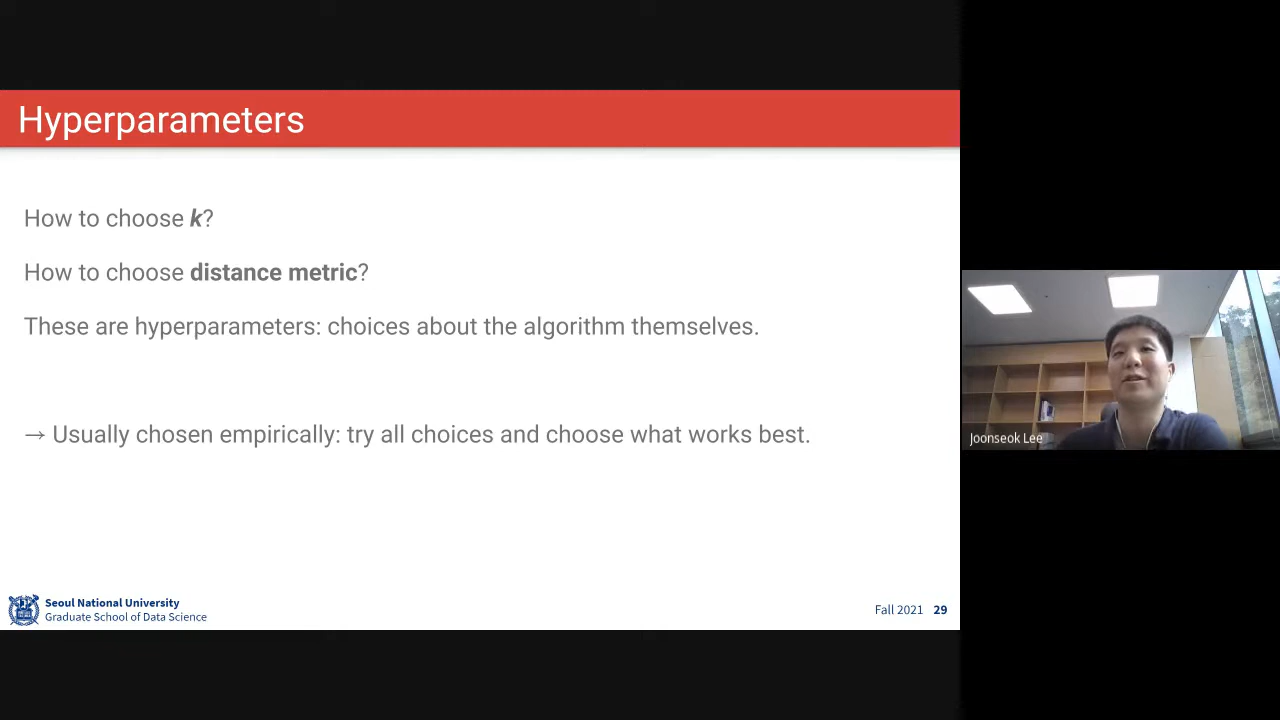 Hyperparameters
How to choose k?
How to choose distance metric?
These are hyperparameters: choices about the algorithm themselves.
→ Usually chosen empirically: try all choices and choose what works best.
Seoul National University
Graduate School of Data Science
Fall 2021 29
Joonseok Lee